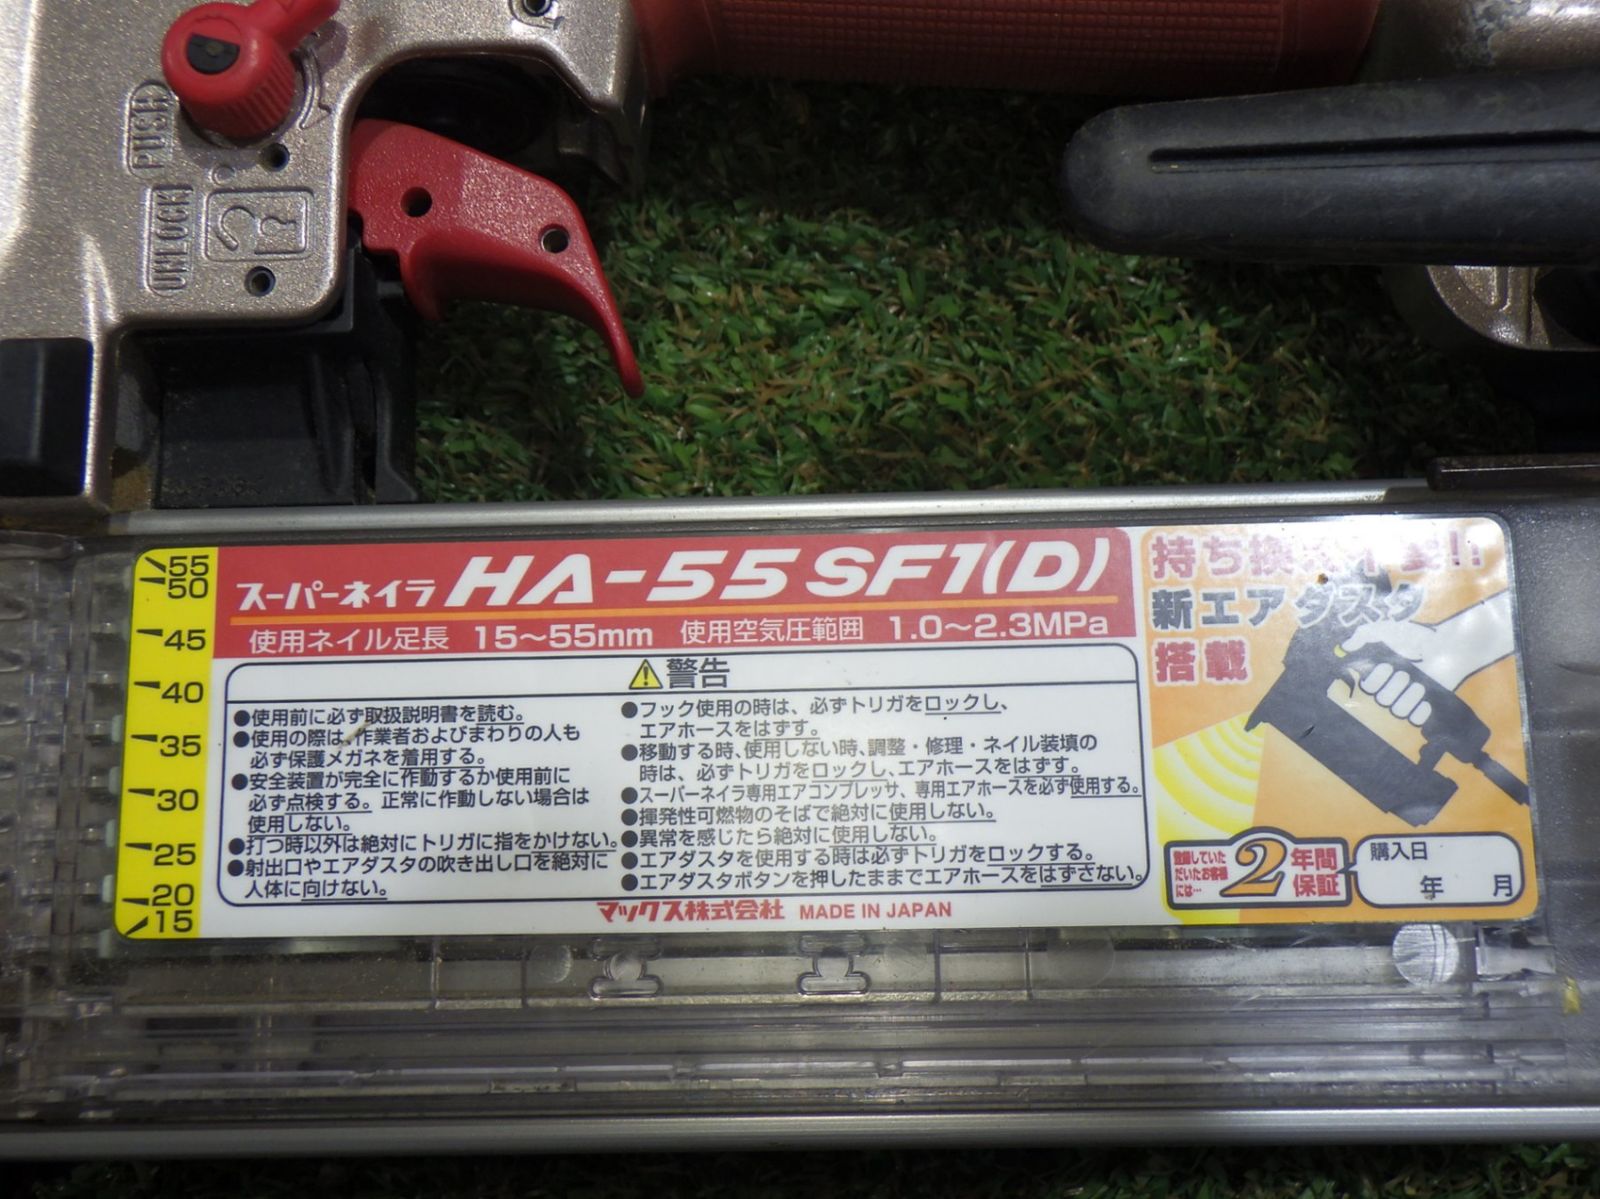 PUSH
UNLOCK
55
50
45
40
35
30
25
20
15
スーパーネイラ HA-55 SF1(D)
使用ネイル足長 15～55mm 使用空気圧範囲 1.0～2.3MPa
警告
●使用前に必ず取扱説明書を読む。
●使用の際は、作業者およびまわりの人も
必ず保護メガネを着用する。
●安全装置が完全に作動するか使用前に
必ず点検する。正常に作動しない場合は
使用しない。
●打つ時以外は絶対にトリガに指をかけない。
●射出口やエアダスタの吹き出し口を絶対に
人体に向けない。
●フック使用の時は、必ずトリガをロックし、
エアホースをはずす。
●移動する時、使用しない時、調整・修理・ネイル装填の
時は、必ずトリガをロックし、エアホースをはずす。
●スーパーネイラ専用エアコンプレッサ、専用エアホースを必ず使用する。
●揮発性可燃物のそばで絶対に使用しない。
●異常を感じたら絶対に使用しない。
●エアダスタを使用する時は必ずトリガをロックする。
●エアダスタボタンを押したままでエアホースをはずさない。
マックス株式会社 MADE IN JAPAN
持ち換え不要!!
新エアダスタ
搭載
登録していた
だいたお客様
には…
2年間
保証
購入日
年 月